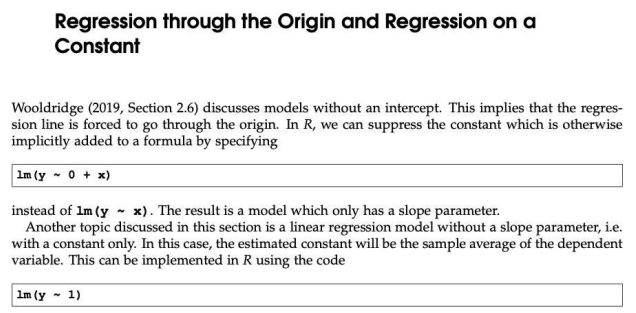 Regression through the Origin and Regression on a
Constant
Wooldridge (2019, Section 2.6) discusses models without an intercept. This implies that the regres-
sion line is forced to go through the origin. In R, we can suppress the constant which is otherwise
implicitly added to a formula by specifying
lm(y ~ 0 + x)
instead of lm(y ~ x). The result is a model which only has a slope parameter.
Another topic discussed in this section is a linear regression model without a slope parameter, i.e.
with a constant only. In this case, the estimated constant will be the sample average of the dependent
variable. This can be implemented in R using the code
lm(y ~ 1)